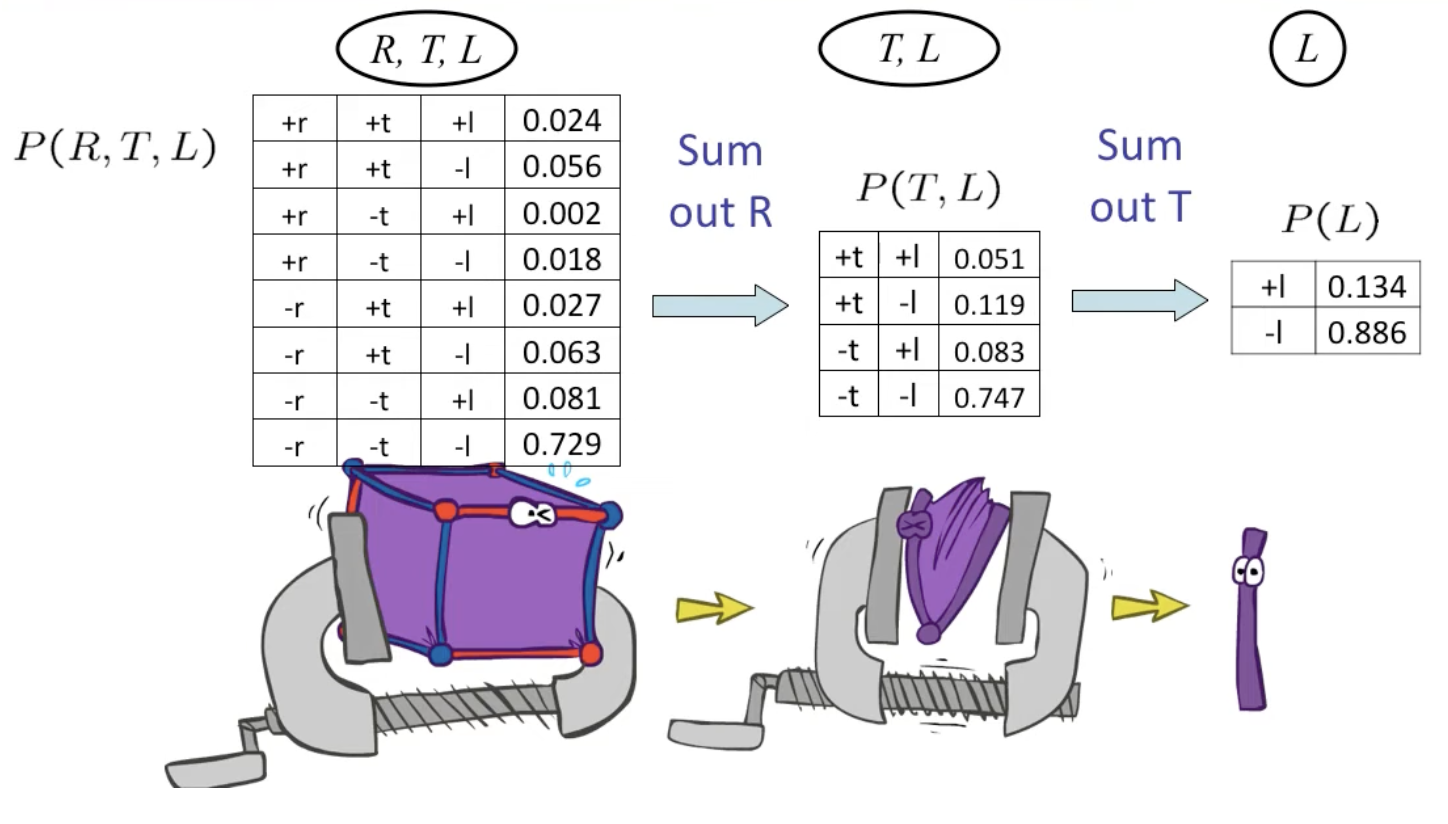 R, T, L
P(R, T, L)
+r +t +l 0.024
+r +t -l 0.056
+r -t +l 0.002
+r -t -l 0.018
-r +t +l 0.027
-r +t -l 0.063
-r -t +l 0.081
-r -t -l 0.729
Sum
out R
T, L
P(T, L)
+t +l 0.051
+t -l 0.119
-t +l 0.083
-t -l 0.747
Sum
out T
L
P(L)
+l 0.134
-l 0.886